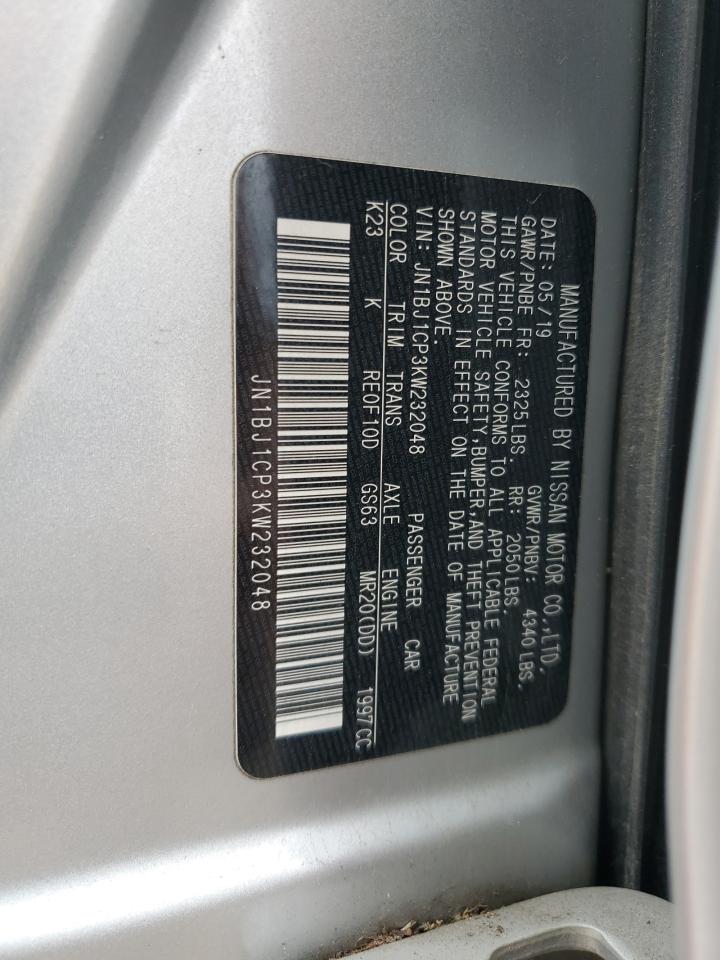 MANUFACTURED BY NISSAN MOTOR CO.,LTD.
DATE: 05/19 GVWR/PNBV: 4340LBS.
GAWR/PNBE FR: 2325LBS. RR: 2050LBS.
THIS VEHICLE CONFORMS TO ALL APPLICABLE FEDERAL
MOTOR VEHICLE SAFETY,BUMPER,AND THEFT PREVENTION
STANDARDS IN EFFECT ON THE DATE OF MANUFACTURE
SHOWN ABOVE.
VIN: JN1BJ1CP3KW232048 PASSENGER CAR
COLOR TRIM TRANS AXLE ENGINE
K23 K RE0F10D GS63 MR20(DD) 1997CC
JN1BJ1CP3KW232048